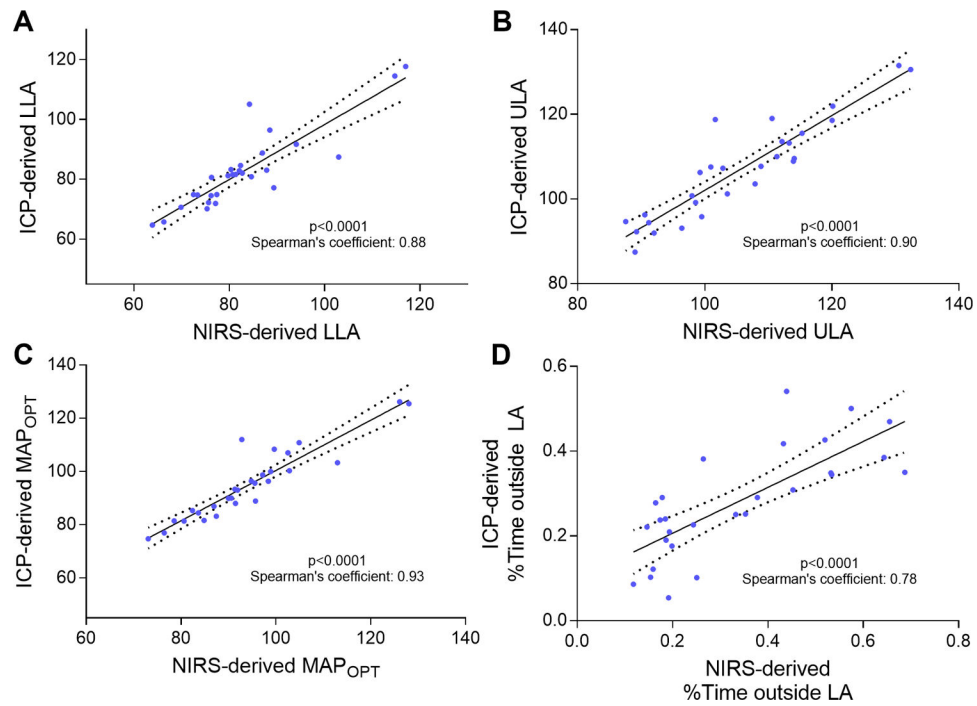 A
ICP-derived LLA
120
100
80
60
60
80
100
120
NIRS-derived LLA
p<0.0001
Spearman's coefficient: 0.88
B
ICP-derived ULA
140
120
100
80
80
100
120
140
NIRS-derived ULA
p<0.0001
Spearman's coefficient: 0.90
C
ICP-derived MAPOPT
140
120
100
80
60
60
80
100
120
140
NIRS-derived MAPOPT
p<0.0001
Spearman's coefficient: 0.93
D
ICP-derived
%Time outside LA
0.6
0.4
0.2
0.0
0.0
0.2
0.4
0.6
0.8
NIRS-derived
%Time outside LA
p<0.0001
Spearman's coefficient: 0.78